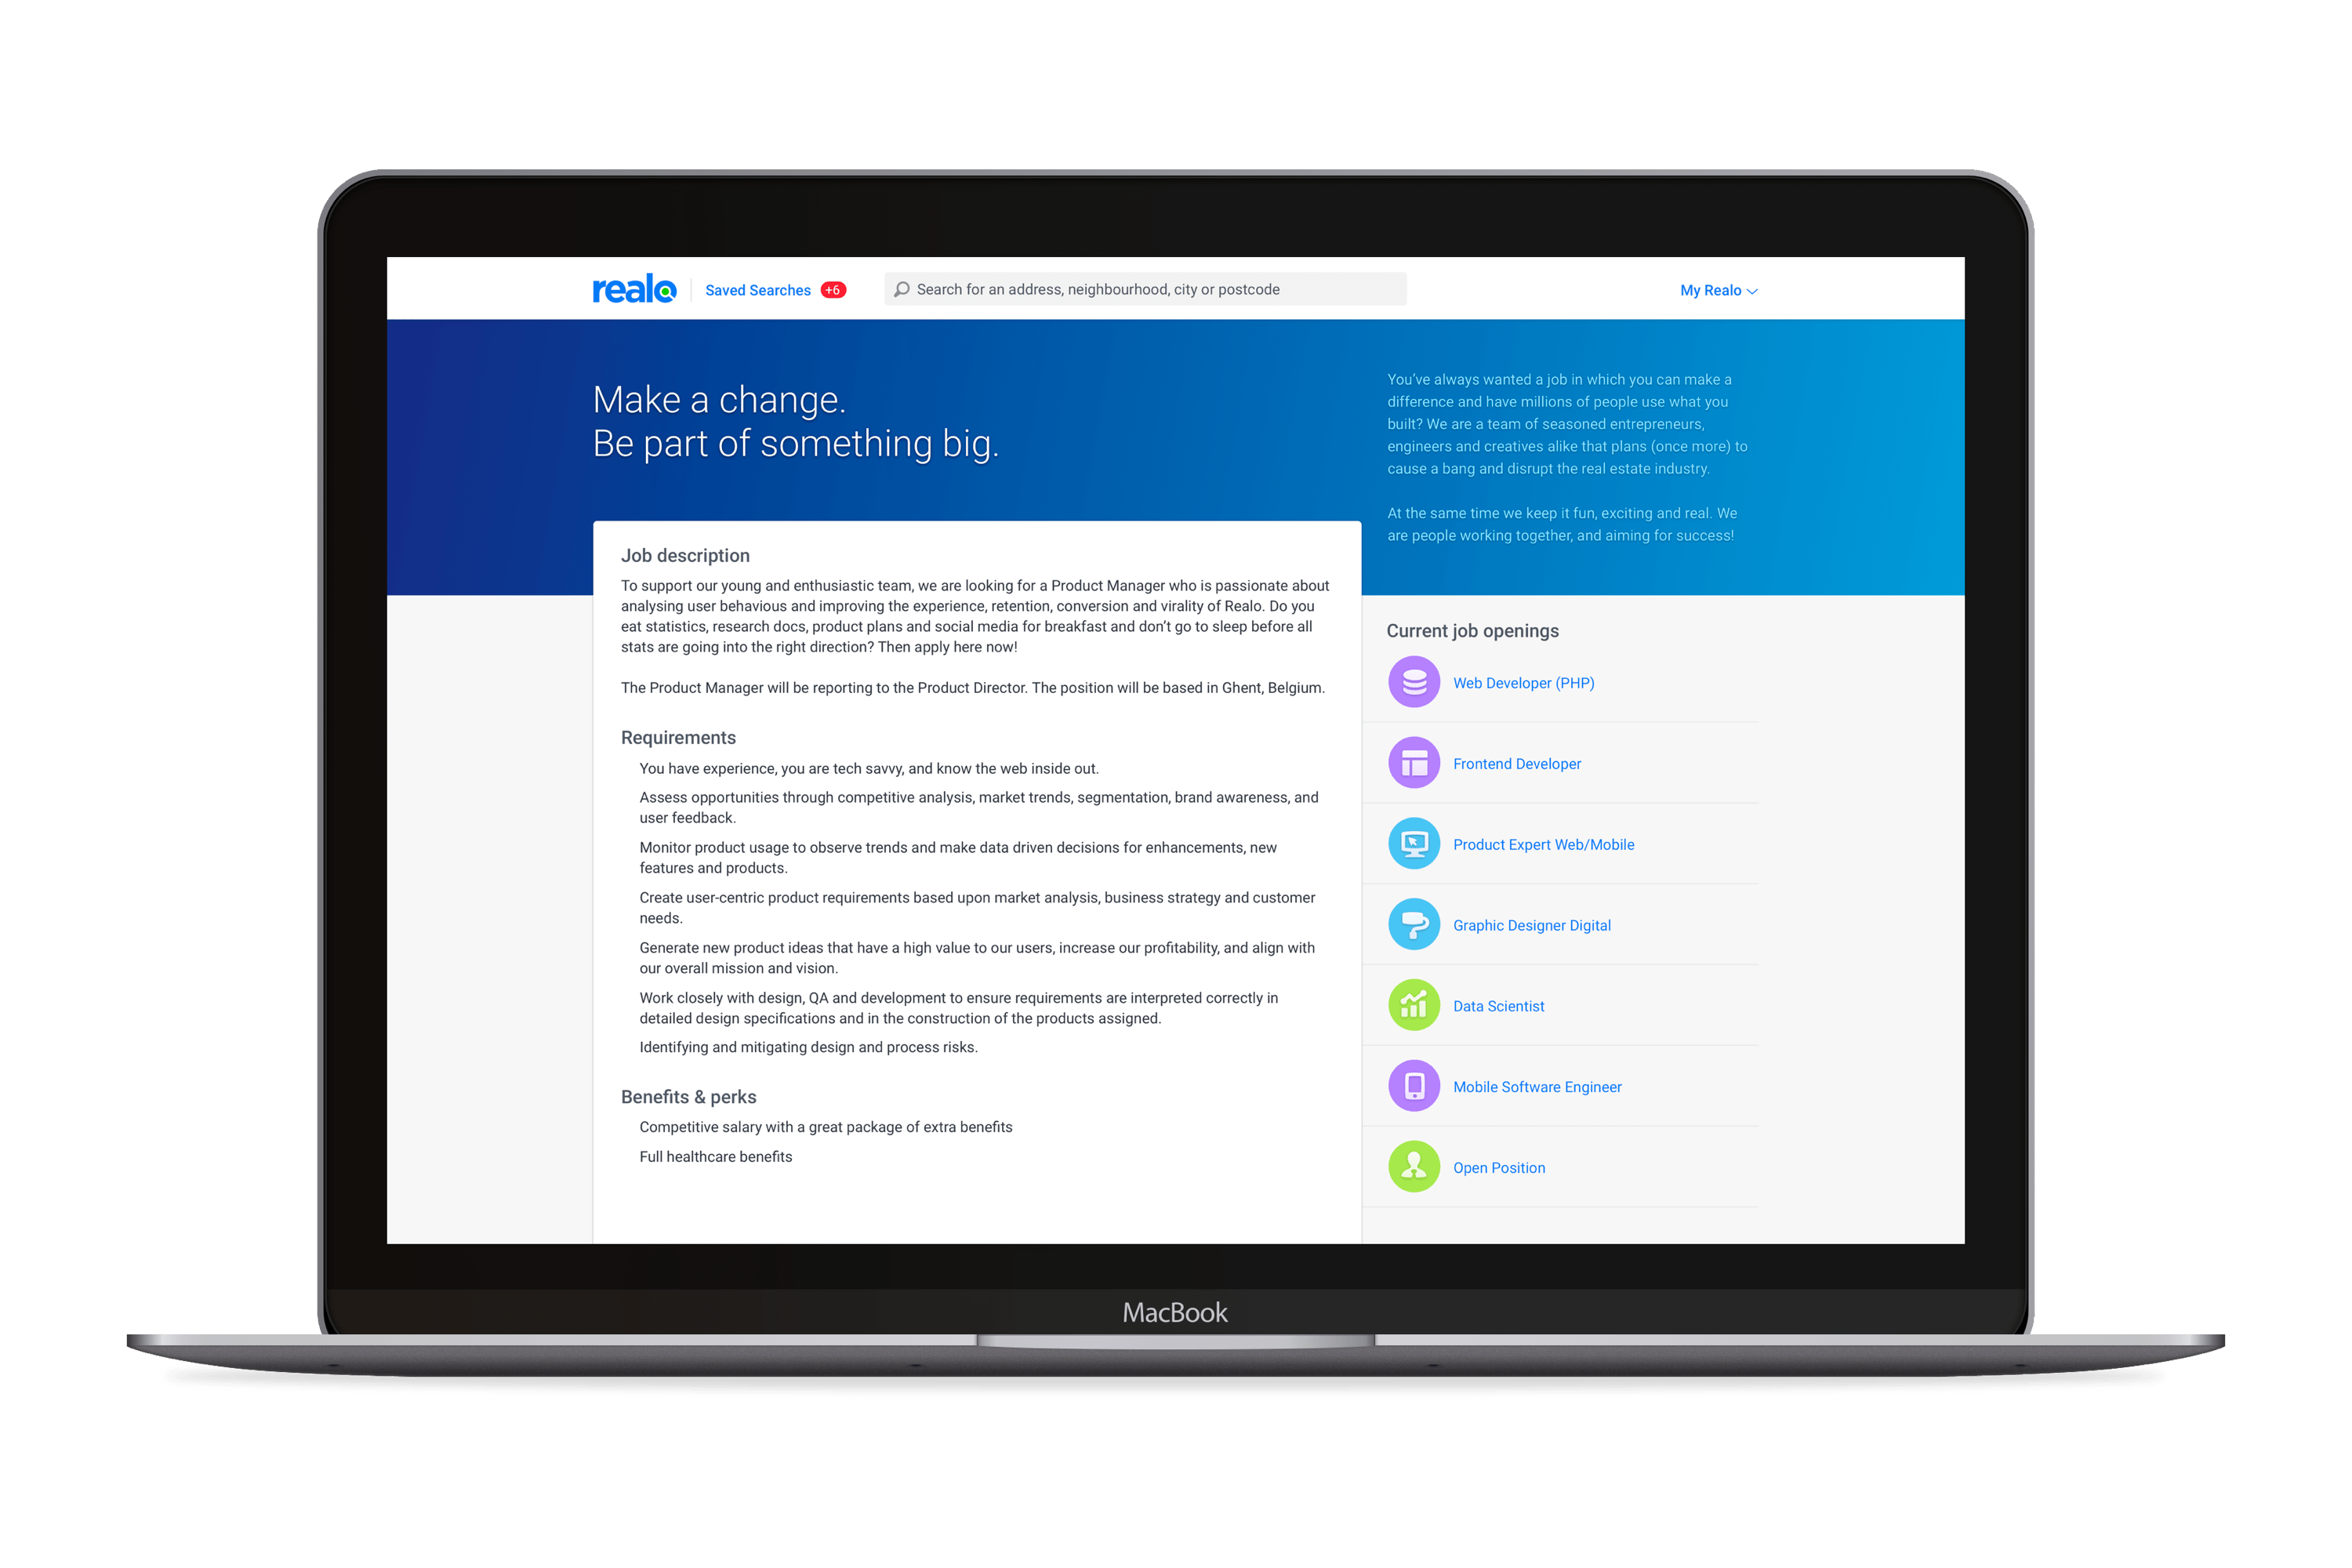 realo
Saved Searches +6
Search for an address, neighbourhood, city or postcode
My Realo
Make a change.
Be part of something big.
You've always wanted a job in which you can make a
difference and have millions of people use what you
built? We are a team of seasoned entrepreneurs,
engineers and creatives alike that plans (once more) to
cause a bang and disrupt the real estate industry.
At the same time we keep it fun, exciting and real. We
are people working together, and aiming for success!
Job description
To support our young and enthusiastic team, we are looking for a Product Manager who is passionate about
analysing user behavious and improving the experience, retention, conversion and virality of Realo. Do you
eat statistics, research docs, product plans and social media for breakfast and don't go to sleep before all
stats are going into the right direction? Then apply here now!
The Product Manager will be reporting to the Product Director. The position will be based in Ghent, Belgium.
Requirements
You have experience, you are tech savvy, and know the web inside out.
Assess opportunities through competitive analysis, market trends, segmentation, brand awareness, and
user feedback.
Monitor product usage to observe trends and make data driven decisions for enhancements, new
features and products.
Create user-centric product requirements based upon market analysis, business strategy and customer
needs.
Generate new product ideas that have a high value to our users, increase our profitability, and align with
our overall mission and vision.
Work closely with design, QA and development to ensure requirements are interpreted correctly in
detailed design specifications and in the construction of the products assigned.
Identifying and mitigating design and process risks.
Benefits & perks
Competitive salary with a great package of extra benefits
Full healthcare benefits
Current job openings
Web Developer (PHP)
Frontend Developer
Product Expert Web/Mobile
Graphic Designer Digital
Data Scientist
Mobile Software Engineer
Open Position
MacBook